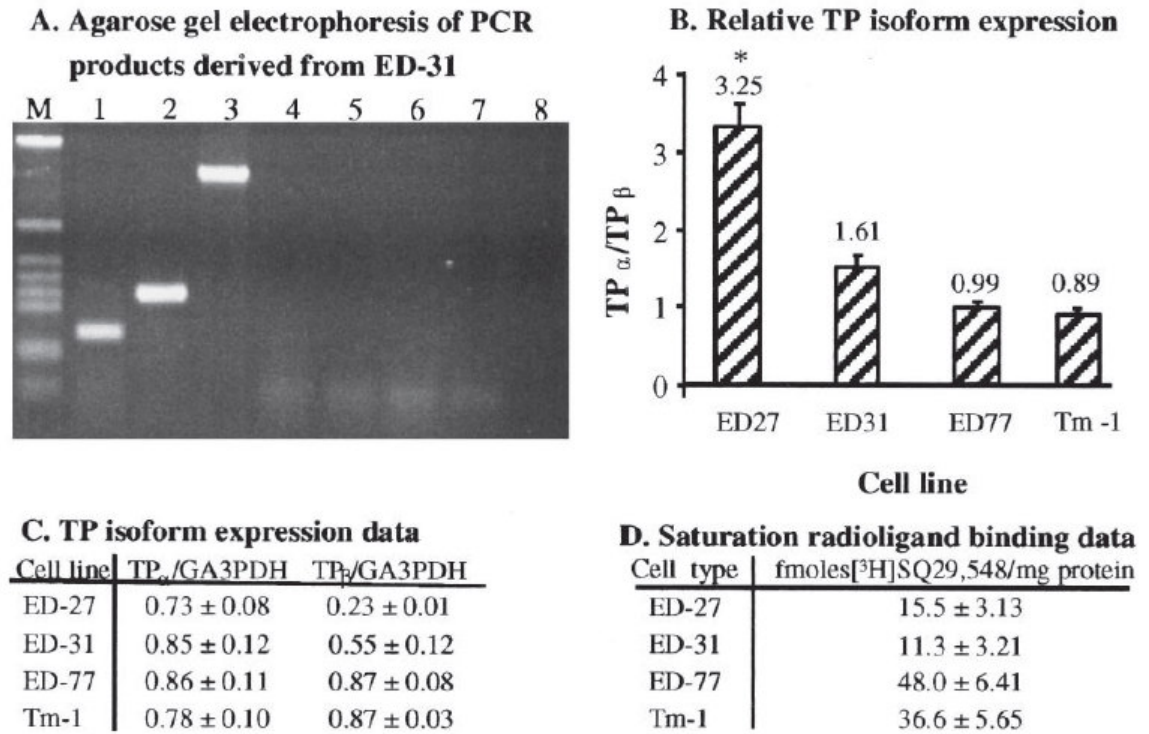 A. Agarose gel electrophoresis of PCR
products derived from ED-31
M 1 2 3 4 5 6 7 8
B. Relative TP isoform expression
TP α/TP β
4
3
2
1
0
*
3.25
1.61
0.99
0.89
ED27 ED31 ED77 Tm -1
Cell line
C. TP isoform expression data
Cell line TPα/GA3PDH TPβ/GA3PDH
ED-27 0.73 ± 0.08 0.23 ± 0.01
ED-31 0.85 ± 0.12 0.55 ± 0.12
ED-77 0.86 ± 0.11 0.87 ± 0.08
Tm-1 0.78 ± 0.10 0.87 ± 0.03
D. Saturation radioligand binding data
Cell type fmoles[³H]SQ29,548/mg protein
ED-27 15.5 ± 3.13
ED-31 11.3 ± 3.21
ED-77 48.0 ± 6.41
Tm-1 36.6 ± 5.65